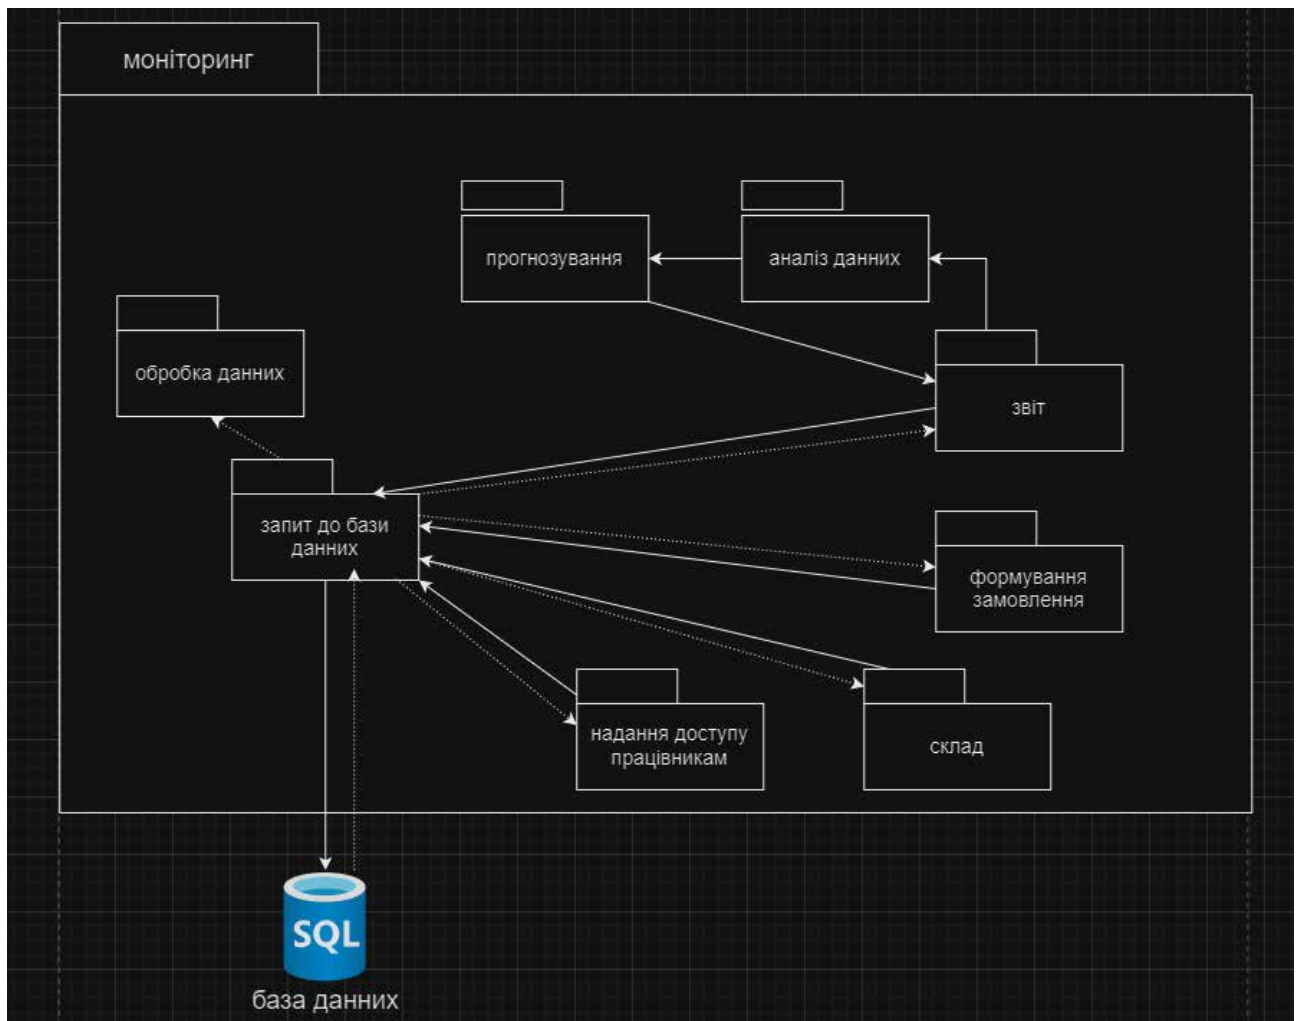 моніторинг
прогнозування
аналіз данних
обробка данних
звіт
запит до бази
данних
формування
замовлення
надання доступу
працівникам
склад
SQL
база данних